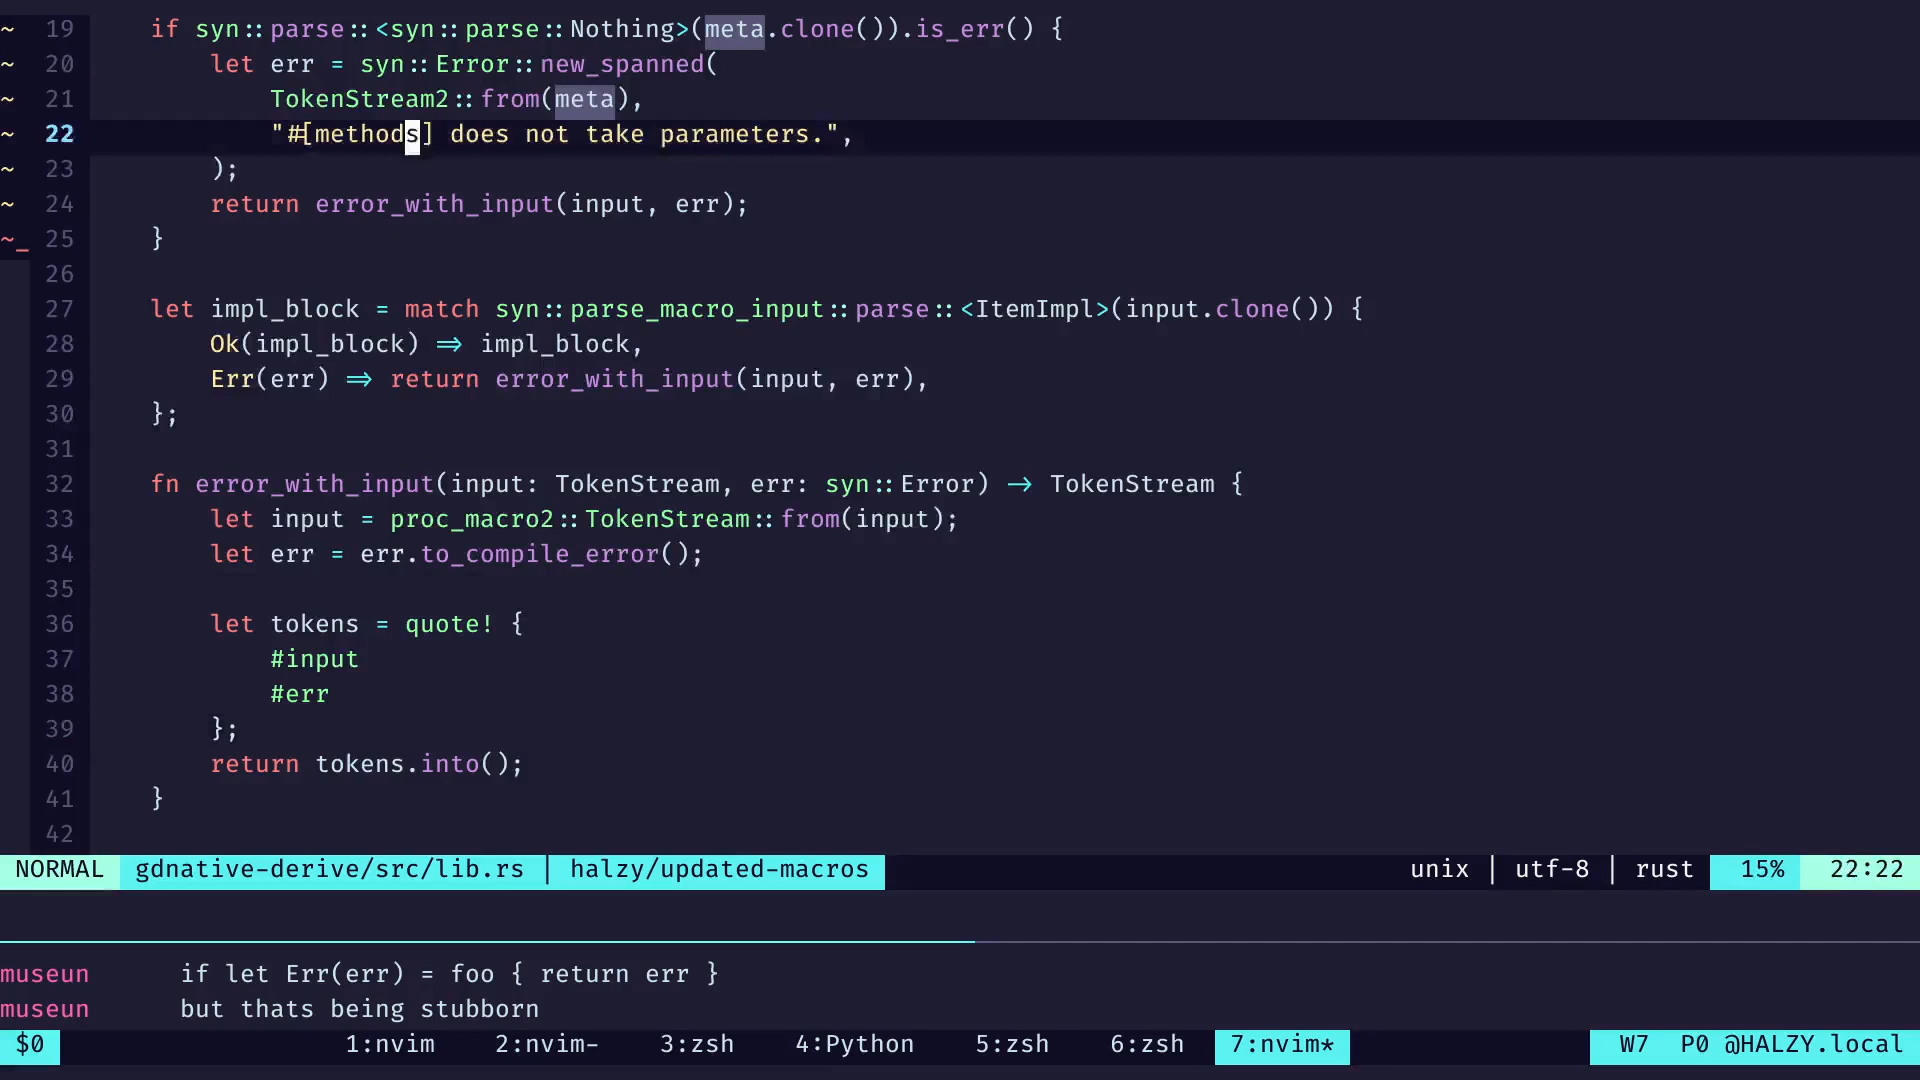 ~ 19 if syn::parse::<syn::parse::Nothing>(meta.clone()).is_err() {
~ 20 let err = syn::Error::new_spanned(
~ 21 TokenStream2::from(meta),
~ 22 "#[methods] does not take parameters.",
~ 23 );
~ 24 return error_with_input(input, err);
~_ 25 }
26
27 let impl_block = match syn::parse_macro_input::parse::<ItemImpl>(input.clone()) {
28 Ok(impl_block) => impl_block,
29 Err(err) => return error_with_input(input, err),
30 };
31
32 fn error_with_input(input: TokenStream, err: syn::Error) -> TokenStream {
33 let input = proc_macro2::TokenStream::from(input);
34 let err = err.to_compile_error();
35
36 let tokens = quote! {
37 #input
38 #err
39 };
40 return tokens.into();
41 }
42
NORMAL gdnative-derive/src/lib.rs | halzy/updated-macros unix | utf-8 | rust 15% 22:22
museun if let Err(err) = foo { return err }
museun but thats being stubborn
$0 1:nvim 2:nvim- 3:zsh 4:Python 5:zsh 6:zsh 7:nvim* W7 P0 @HALZY.local